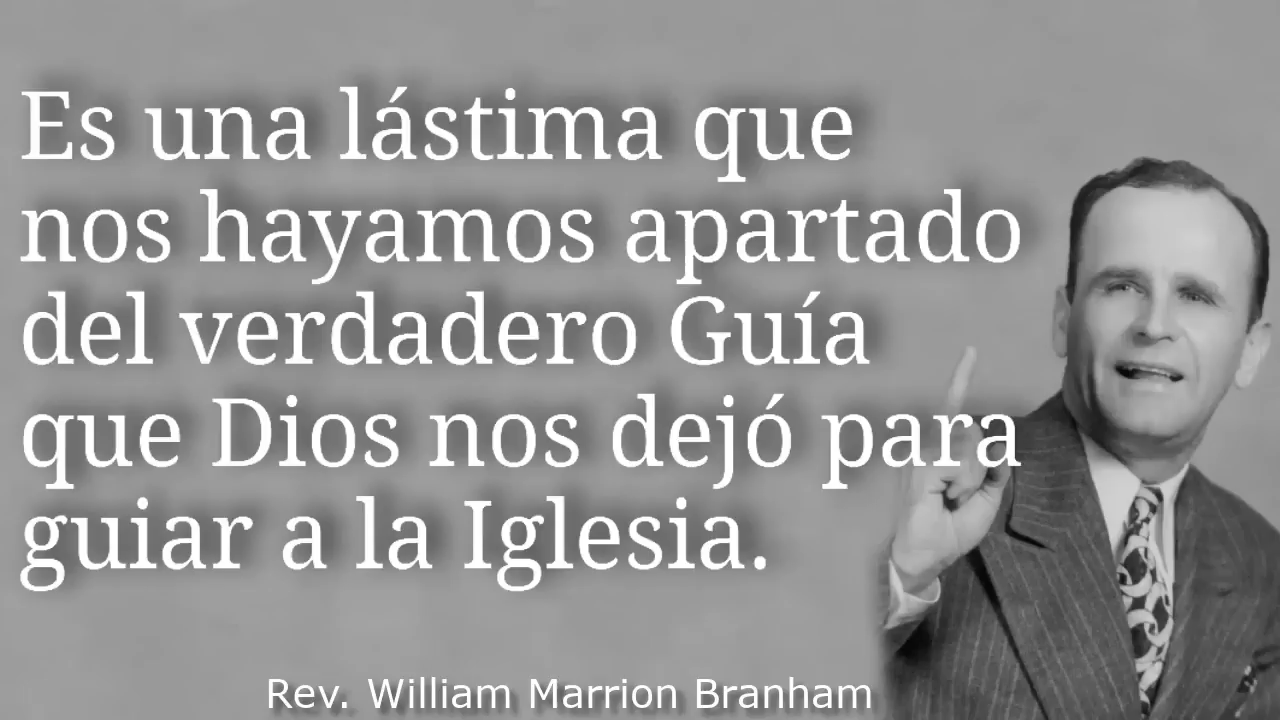 Es una lástima que
nos hayamos apartado
del verdadero Guía
que Dios nos dejó para
guiar a la Iglesia.
Rev. William Marrion Branham